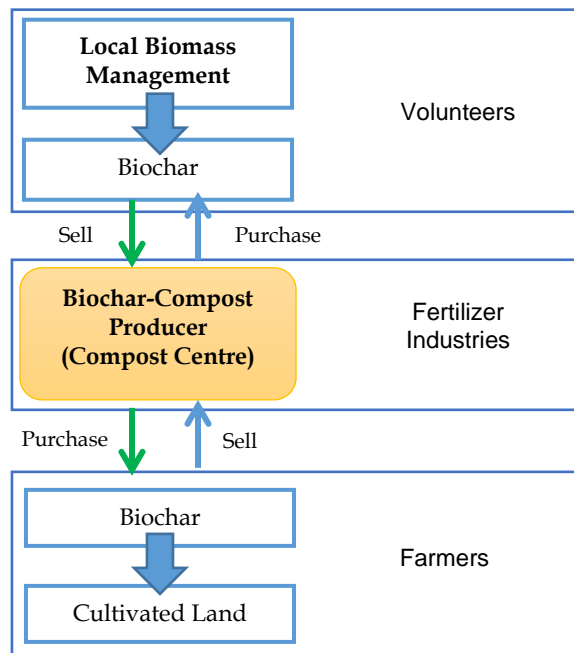 Local Biomass
Management
Volunteers
Biochar
Sell
Purchase
Biochar-Compost
Producer
(Compost Centre)
Fertilizer
Industries
Purchase
Sell
Biochar
Farmers
Cultivated Land